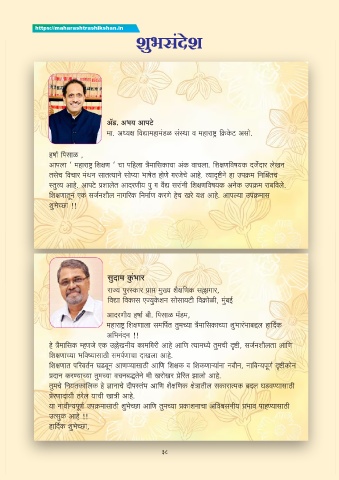 https://maharashtrashikshan.in
शुभसंदेश
ॲड. अभय आपटे
मा. अध्यक्ष विद्यामहामंडळ संस्था व महाराष्ट्र क्रिकेट असो.
हर्षा पिसाळ ,
आपला ' महाराष्ट्र शिक्षण ' चा पहिला त्रैमासिकाचा अंक वाचला. शिक्षणविषयक दर्जेदार लेखन
तसेच विचार मंथन सातत्याने सोप्या भाषेत होणे गरजेचे आहे. त्यादृष्टीने हा उपक्रम निश्चितच
स्तुत्य आहे. आपटे प्रशालेत आदरणीय पु ग वैद्य सरांनी शिक्षणविषयक अनेक उपक्रम राबविले.
शिक्षणातून एक सर्जनशील नागरिक निर्माण करणे हेच खरे यश आहे. आपल्या उपक्रमास
शुभेच्छा !!
सुदाम कुंभार
राज्य पुरस्कार प्राप्त मुख्य शैक्षणिक सल्लागार,
विद्या विकास एज्युकेशन सोसायटी विक्रोळी, मुंबई
आदरणीय हर्षा बी. पिसाळ मॅडम,
महाराष्ट्र शिक्षणाला समर्पित तुमच्या त्रैमासिकाच्या शुभारंभाबद्दल हार्दिक
अभिनंदन !!
हे त्रैमासिक म्हणजे एक उल्लेखनीय कामगिरी आहे आणि त्यामध्ये तुमची दृष्टी, सर्जनशीलता आणि
शिक्षणाच्या भविष्यासाठी समर्पणाचा दाखला आहे.
शिक्षणात परिवर्तन घडवून आणण्यासाठी आणि शिक्षक व शिकणाऱ्यांना नवीन, नाविन्यपूर्ण दृष्टीकोन
प्रदान करण्याच्या तुमच्या वचनबद्धतेने मी खरोखर प्रेरित झालो आहे.
तुमचे नियतकालिक हे ज्ञानाचे दीपस्तंभ आणि शैक्षणिक क्षेत्रातील सकारात्मक बदल घडवण्यासाठी
प्रेरणादायी ठरेल याची खात्री आहे.
या नावीन्यपूर्ण उपक्रमासाठी शुभेच्छा आणि तुमच्या प्रकाशनाचा अविश्वसनीय प्रभाव पाहण्यासाठी
उत्सुक आहे !!
हार्दिक शुभेच्छा,